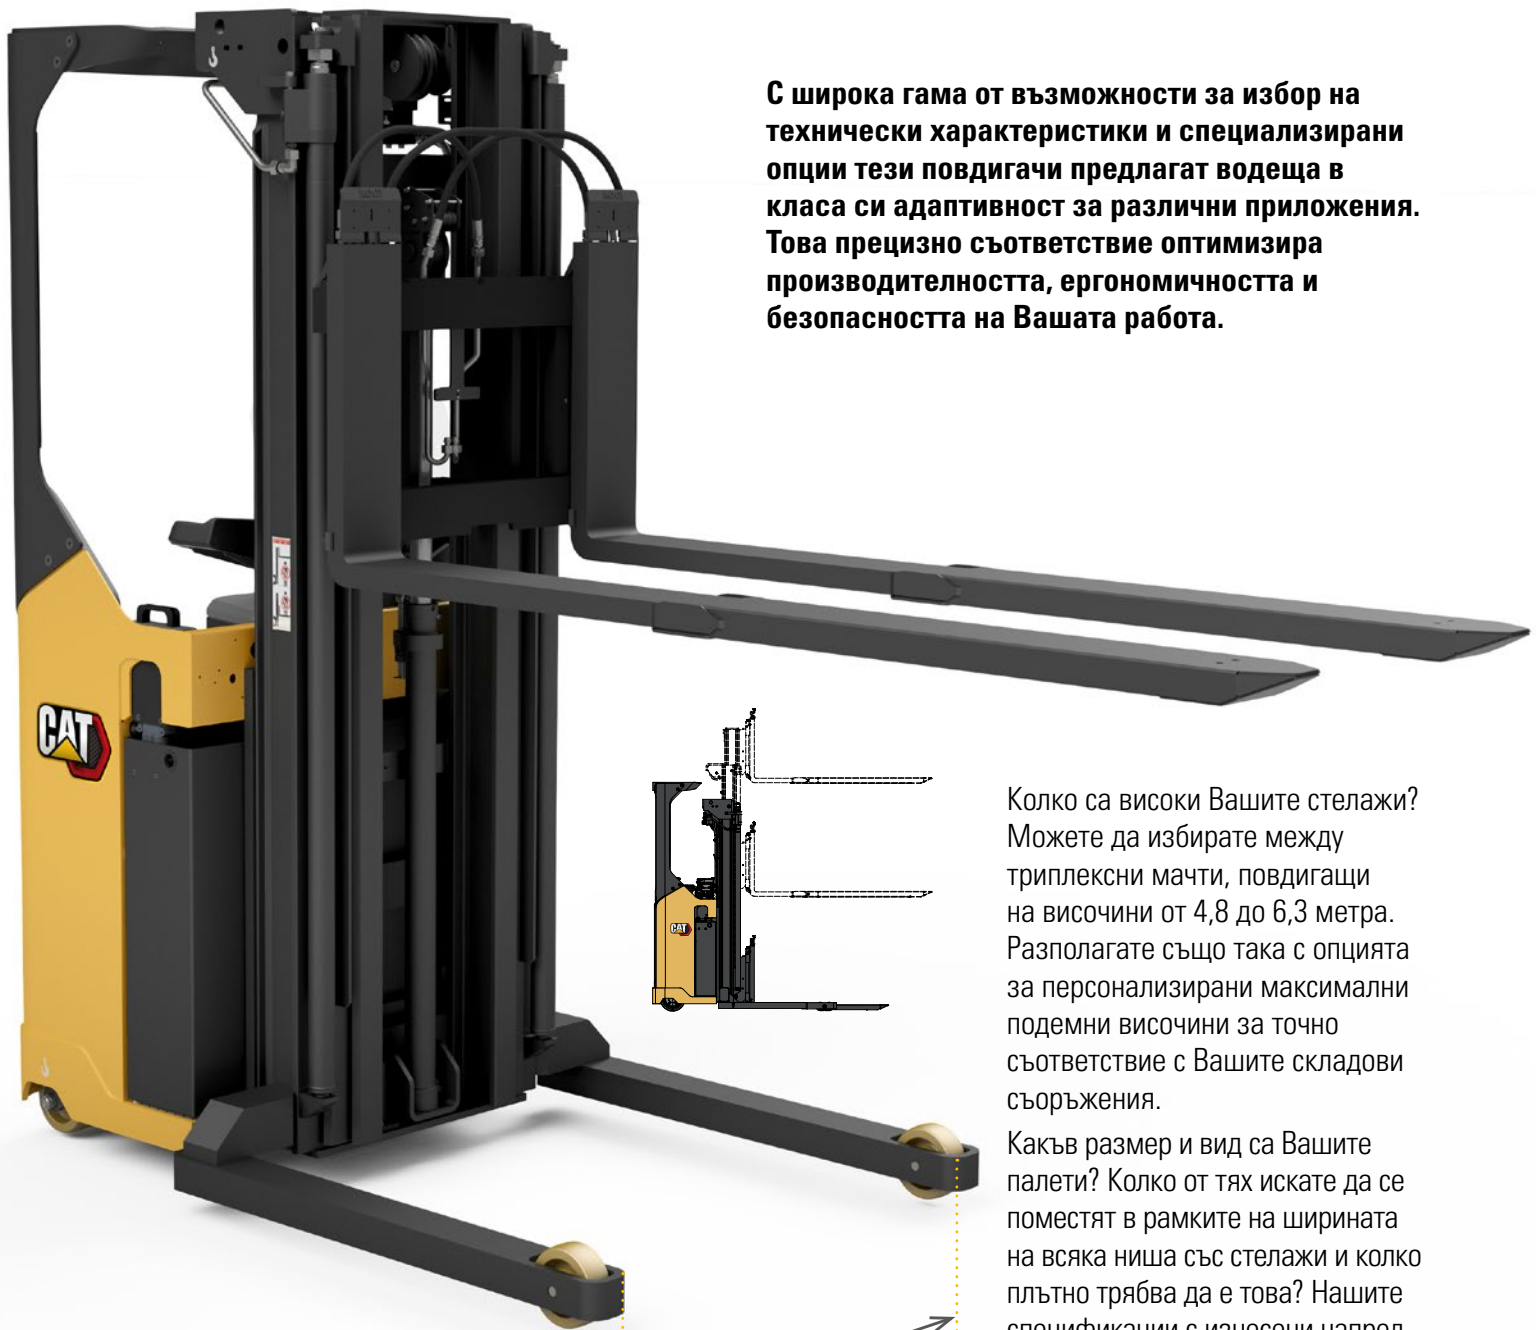 С широка гама от възможности за избор на
технически характеристики и специализирани
опции тези повдигачи предлагат водеща в
класа си адаптивност за различни приложения.
Това прецизно съответствие оптимизира
производителността, ергономичността и
безопасността на Вашата работа.
CAT
CAT
Колко са високи Вашите стелажи?
Можете да избирате между
триплексни мачти, повдигащи
на височини от 4,8 до 6,3 метра.
Разполагате също така с опцията
за персонализирани максимални
подемни височини за точно
съответствие с Вашите складови
съоръжения.
Какъв размер и вид са Вашите
палети? Колко от тях искате да се
поместят в рамките на ширината
на всяка ниша със стелажи и колко
плътно трябва да е това? Нашите
спецификации с изнесени напред